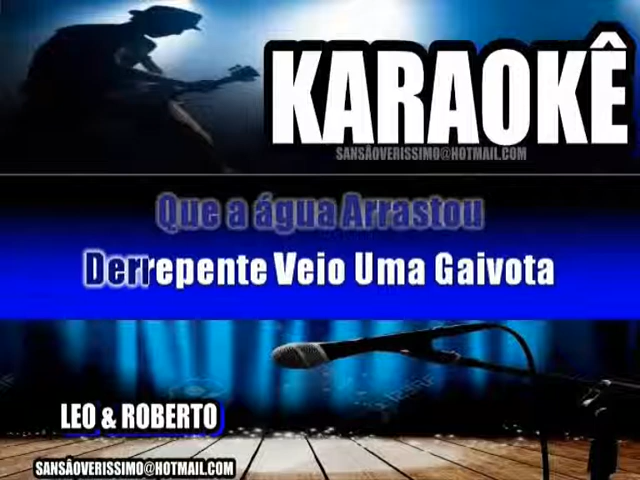 KARAOKÊ
SANSÃOVERISSIMO@HOTMAIL.COM
Que a água Arrastou
Derrepente Veio Uma Gaivota
LEO & ROBERTO
SANSÃOVERISSIMO@HOTMAIL.COM